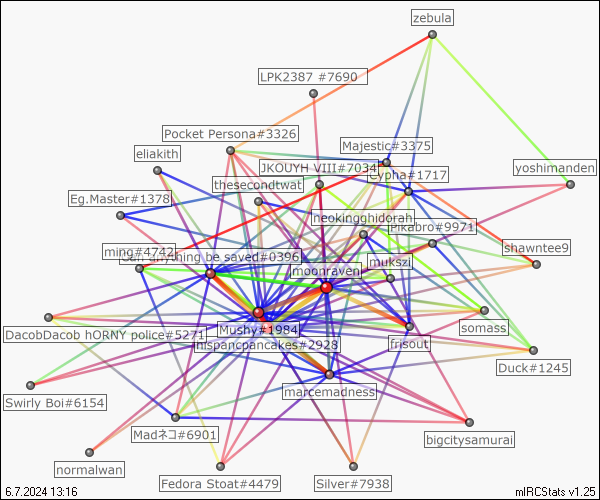 zebula
LPK2387 #7690
Pocket Persona#3326
Majestic#3375
eliakith
JKOUYH VIII#7034
yoshimanden
Cypha#1717
thesecondtwat
Eg.Master#1378
neokingghidorah
Pikabro#9971
shawntee9
ming#4742
anything be saved#0396
mukszi
moonraven
somass
Mushy#1984
DacobDacob hORNY police#5271
frisout
nispancpancakes#2928
Duck#1245
marcemadness
Swirly Boi#6154
Madネコ#6901
bigcitysamurai
normalwan
Fedora Stoat#4479
Silver#7938
6.7.2024 13:16
mIRCStats v1.25